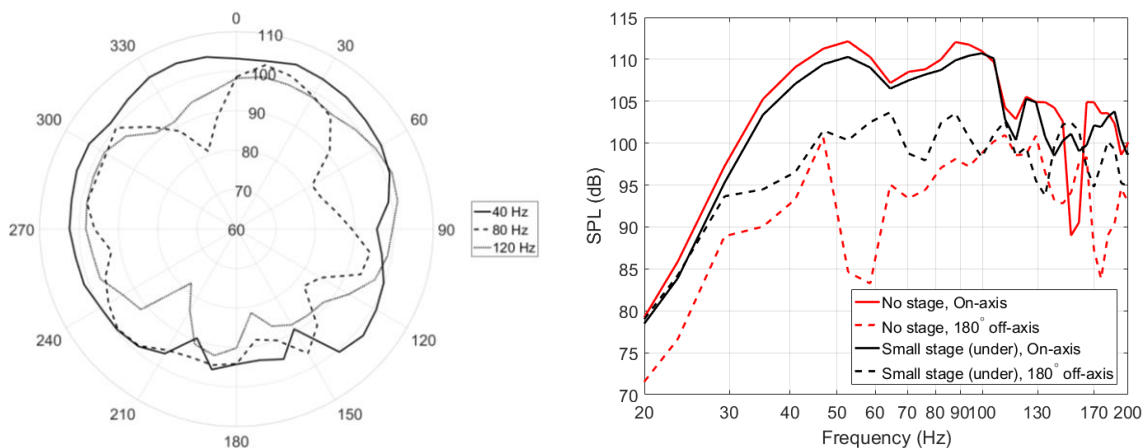 0
30
60
90
120
150
180
210
240
270
300
330
110
100
90
80
70
60
40 Hz
80 Hz
120 Hz
115
110
105
100
95
90
85
80
75
70
SPL (dB)
20 30 40 50 60 70 80 90 100 130 170 200
Frequency (Hz)
No stage, On-axis
No stage, 180° off-axis
Small stage (under), On-axis
Small stage (under), 180° off-axis